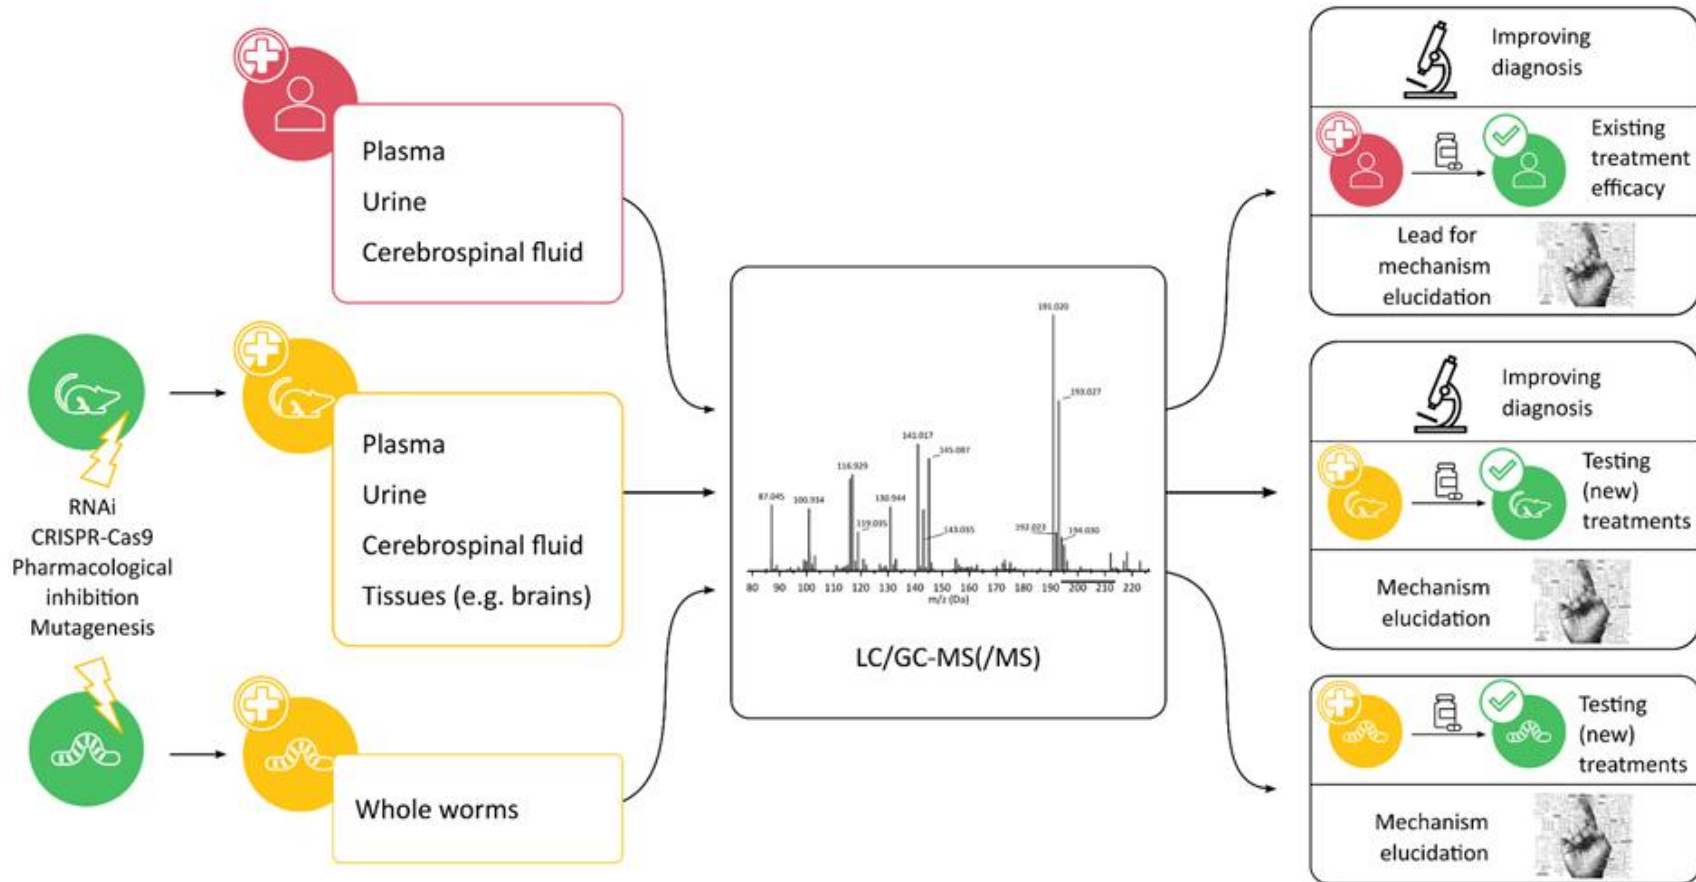 Plasma
Urine
Cerebrospinal fluid
RNAi
CRISPR-Cas9
Pharmacological
inhibition
Mutagenesis
Plasma
Urine
Cerebrospinal fluid
Tissues (e.g. brains)
Whole worms
191.020
193.027
141.017
145.087
116.929
87.045
100.934
130.944
119.035
143.035
192.023
194.030
80 90 100 110 120 130 140 150 160 170 180 190 200 210 220
m/z (Da)
LC/GC-MS(/MS)
Improving
diagnosis
Existing
treatment
efficacy
Lead for
mechanism
elucidation
Improving
diagnosis
Testing
(new)
treatments
Mechanism
elucidation
Testing
(new)
treatments
Mechanism
elucidation